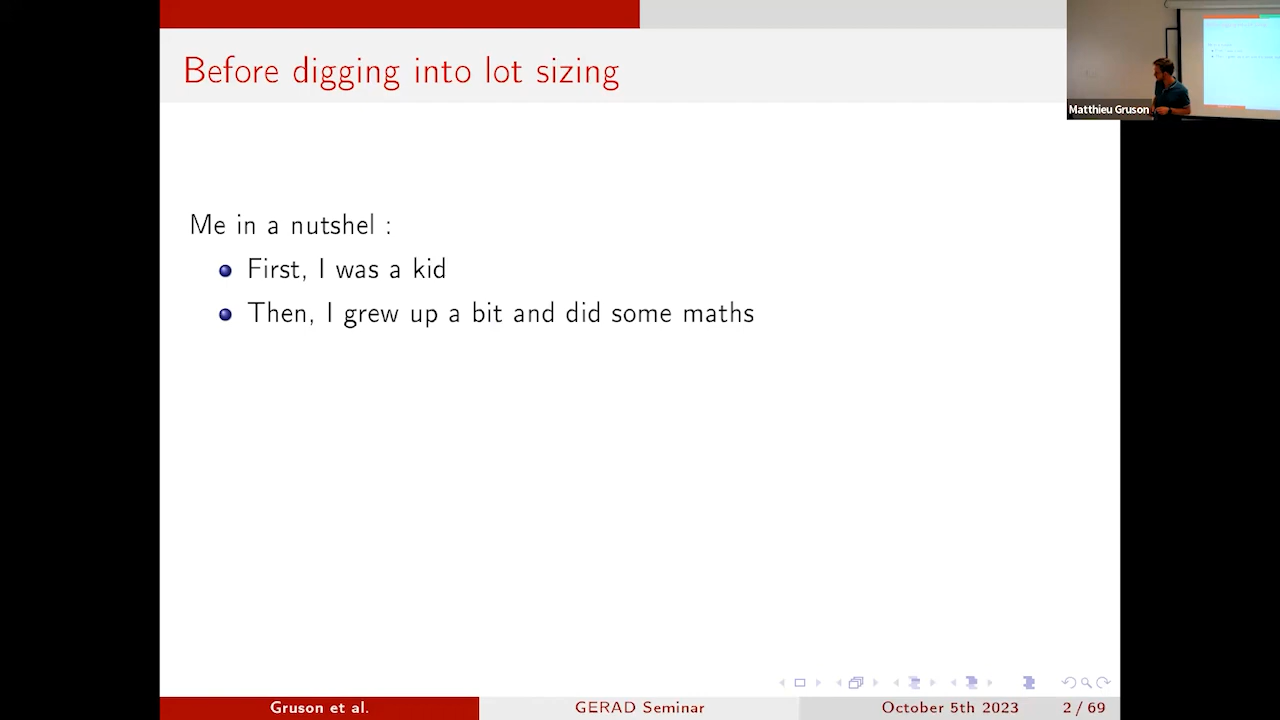 Before digging into lot sizing
Matthieu Gruson
Me in a nutshel :
First, I was a kid
Then, I grew up a bit and did some maths
Gruson et al.
GERAD Seminar
October 5th 2023
2 / 69